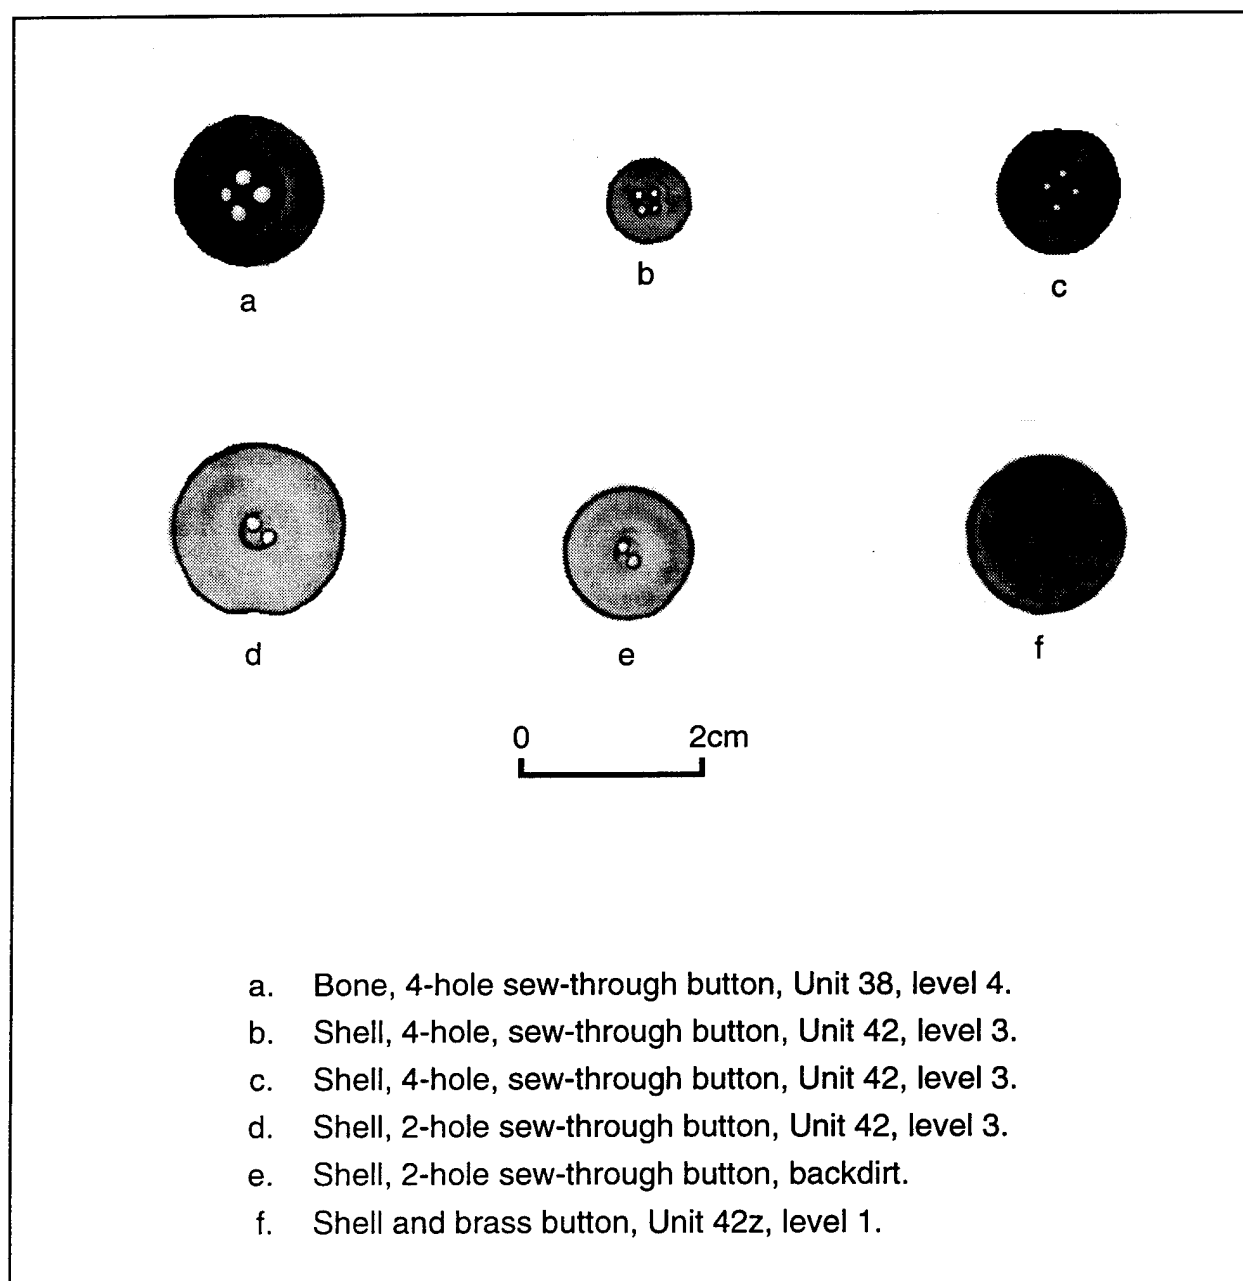 a
b
c
d
e
f
0 2cm
a. Bone, 4-hole sew-through button, Unit 38, level 4.
b. Shell, 4-hole, sew-through button, Unit 42, level 3.
c. Shell, 4-hole, sew-through button, Unit 42, level 3.
d. Shell, 2-hole sew-through button, Unit 42, level 3.
e. Shell, 2-hole sew-through button, backdirt.
f. Shell and brass button, Unit 42z, level 1.